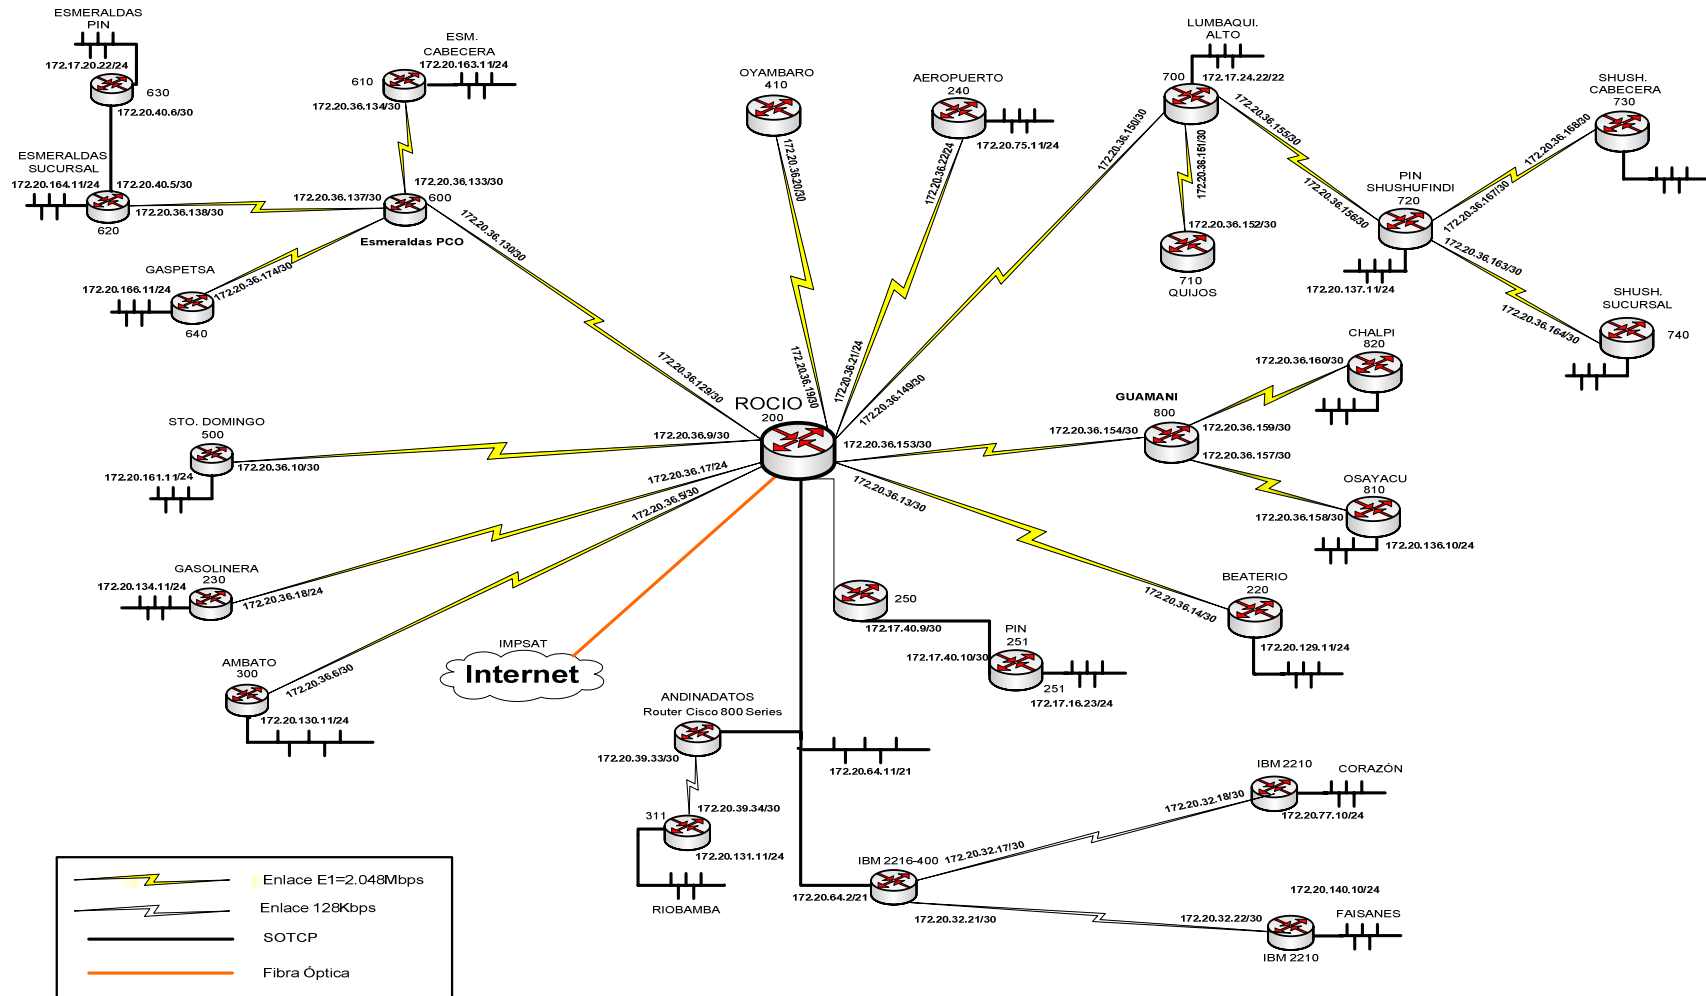 ESMERALDAS
PIN
172.17.20.22/24
630
172.20.40.6/30
ESMERALDAS
SUCURSAL
172.20.164.11/24
172.20.40.5/30
172.20.36.138/30
620
ESM.
CABECERA
172.20.163.11/24
610
172.20.36.134/30
172.20.36.133/30
172.20.36.137/30
600
Esmeraldas PCO
172.20.36.130/30
172.20.36.129/30
GASPETSA
172.20.36.174/30
172.20.166.11/24
640
OYAMBARO
410
172.20.36.20/30
172.20.36.19/30
AEROPUERTO
240
172.20.75.11/24
172.20.36.22/24
172.20.36.21/24
LUMBAQUI.
ALTO
700
172.17.24.22/22
172.20.36.150/30
172.20.36.149/30
172.20.36.151/30
172.20.36.152/30
710
QUIJOS
172.20.36.155/30
172.20.36.156/30
PIN
SHUSHUFINDI
720
172.20.137.11/24
172.20.36.168/30
172.20.36.167/30
SHUSH.
CABECERA
730
172.20.36.163/30
172.20.36.164/30
SHUSH.
SUCURSAL
740
ROCIO
200
STO. DOMINGO
500
172.20.161.11/24
172.20.36.10/30
172.20.36.9/30
172.20.36.17/24
172.20.36.5/30
GASOLINERA
230
172.20.134.11/24
172.20.36.18/24
AMBATO
300
172.20.36.6/30
172.20.130.11/24
IMPSAT
Internet
172.20.36.153/30
172.20.36.154/30
GUAMANI
800
172.20.36.159/30
172.20.36.160/30
CHALPI
820
172.20.36.157/30
172.20.36.158/30
OSAYACU
810
172.20.136.10/24
172.20.36.13/30
172.20.36.14/30
BEATERIO
220
172.20.129.11/24
250
172.17.40.9/30
PIN
251
172.17.40.10/30
251
172.17.16.23/24
ANDINADATOS
Router Cisco 800 Series
172.20.39.33/30
172.20.64.11/21
172.20.39.34/30
311
172.20.131.11/24
RIOBAMBA
IBM 2216-400
172.20.64.2/21
172.20.32.17/30
172.20.32.18/30
IBM 2210
CORAZÓN
172.20.77.10/24
172.20.32.21/30
172.20.32.22/30
172.20.140.10/24
FAISANES
IBM 2210
Enlace E1=2.048Mbps
Enlace 128Kbps
SOTCP
Fibra Óptica